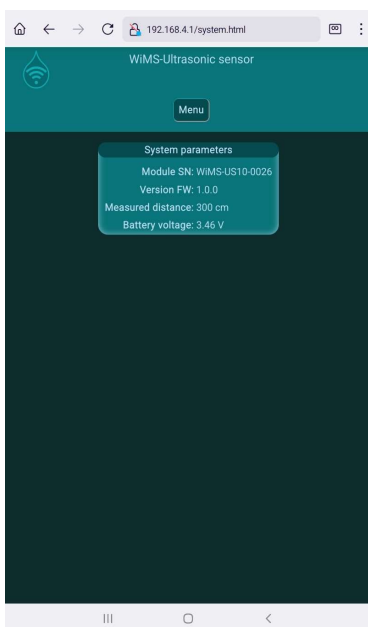 192.168.4.1/system.html
WiMS-Ultrasonic sensor
Menu
System parameters
Module SN: WiMS-US10-0026
Version FW: 1.0.0
Measured distance: 300 cm
Battery voltage: 3.46 V